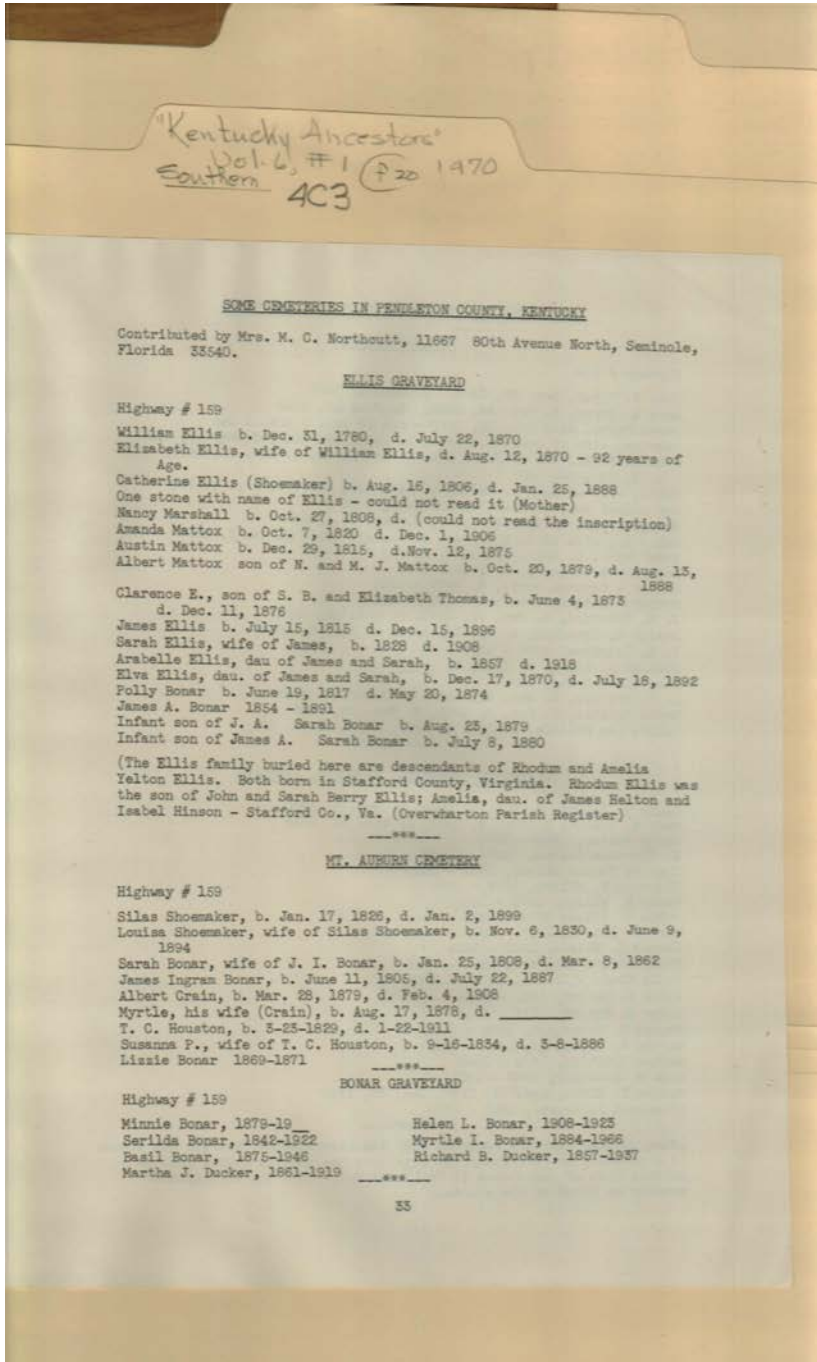 "Kentucky Ancestors"
Vol. 6, #1 p 20 1970
Southern
4C3
SOME CEMETERIES IN PENDLETON COUNTY, KENTUCKY
Contributed by Mrs. M. C. Northcutt, 11667 80th Avenue North, Seminole,
Florida 33540.
ELLIS GRAVEYARD
Highway # 159
William Ellis b. Dec. 31, 1780, d. July 22, 1870
Elizabeth Ellis, wife of William Ellis, d. Aug. 12, 1870 - 92 years of
Age.
Catherine Ellis (Shoemaker) b. Aug. 16, 1806, d. Jan. 25, 1888
One stone with name of Ellis - could not read it (Mother)
Nancy Marshall b. Oct. 27, 1808, d. (could not read the inscription)
Amanda Mattox b. Oct. 7, 1820 d. Dec. 1, 1906
Austin Mattox b. Dec. 29, 1815, d.Nov. 12, 1875
Albert Mattox son of N. and M. J. Mattox b. Oct. 20, 1879, d. Aug. 13,
1888
Clarence E., son of S. B. and Elizabeth Thomas, b. June 4, 1873
d. Dec. 11, 1876
James Ellis b. July 15, 1815 d. Dec. 15, 1896
Sarah Ellis, wife of James, b. 1828 d. 1908
Arabelle Ellis, dau of James and Sarah, b. 1857 d. 1918
Elva Ellis, dau. of James and Sarah, b. Dec. 17, 1870, d. July 18, 1892
Polly Bonar b. June 19, 1817 d. May 20, 1874
James A. Bonar 1854 - 1891
Infant son of J. A. Sarah Bonar b. Aug. 23, 1879
Infant son of James A. Sarah Bonar b. July 8, 1880
(The Ellis family buried here are descendants of Rhodum and Amelia
Yelton Ellis. Both born in Stafford County, Virginia. Rhodum Ellis was
the son of John and Sarah Berry Ellis; Amelia, dau. of James Helton and
Isabel Hinson - Stafford Co., Va. (Overwharton Parish Register)
___***___
MT. AUBURN CEMETERY
Highway # 159
Silas Shoemaker, b. Jan. 17, 1826, d. Jan. 2, 1899
Louisa Shoemaker, wife of Silas Shoemaker, b. Nov. 6, 1830, d. June 9,
1894
Sarah Bonar, wife of J. I. Bonar, b. Jan. 25, 1808, d. Mar. 8, 1862
James Ingram Bonar, b. June 11, 1805, d. July 22, 1887
Albert Crain, b. Mar. 28, 1879, d. Feb. 4, 1908
Myrtle, his wife (Crain), b. Aug. 17, 1878, d. ________
T. C. Houston, b. 3-23-1829, d. 1-22-1911
Susanna P., wife of T. C. Houston, b. 9-16-1834, d. 3-8-1886
Lizzie Bonar 1869-1871
___***___
BONAR GRAVEYARD
Highway # 159
Minnie Bonar, 1879-19__ Helen L. Bonar, 1908-1923
Serilda Bonar, 1842-1922 Myrtle I. Bonar, 1884-1966
Basil Bonar, 1875-1946 Richard B. Ducker, 1857-1937
Martha J. Ducker, 1861-1919 ___***___
33